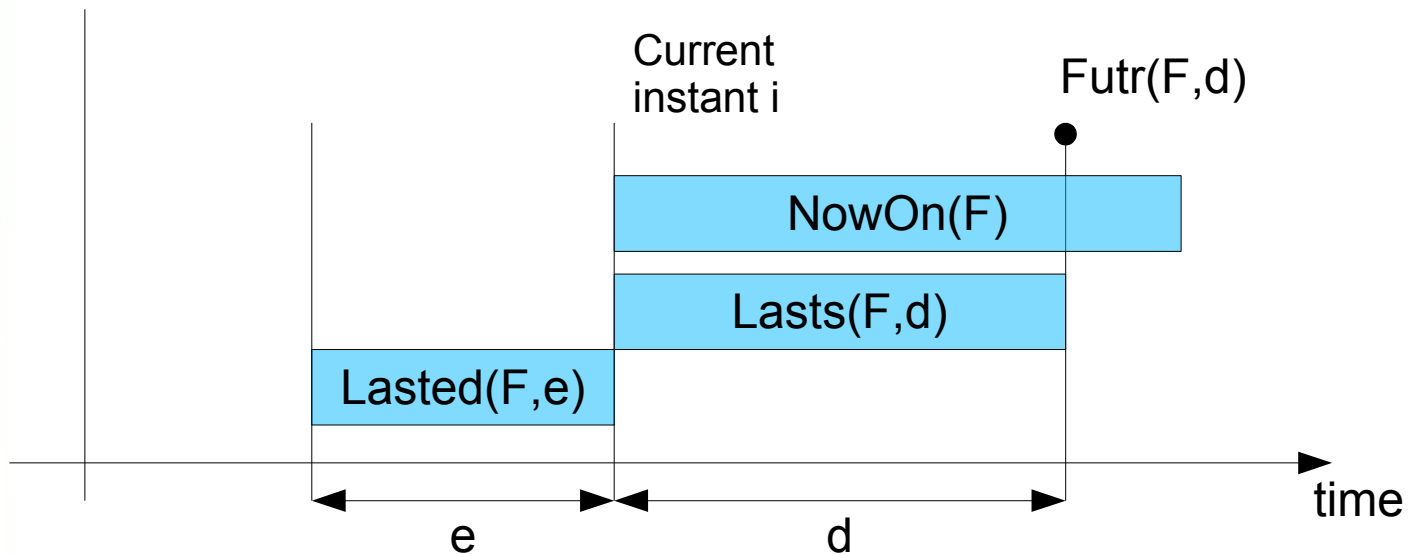 Current
instant i
Futr(F,d)
NowOn(F)
Lasts(F,d)
Lasted(F,e)
time
e
d